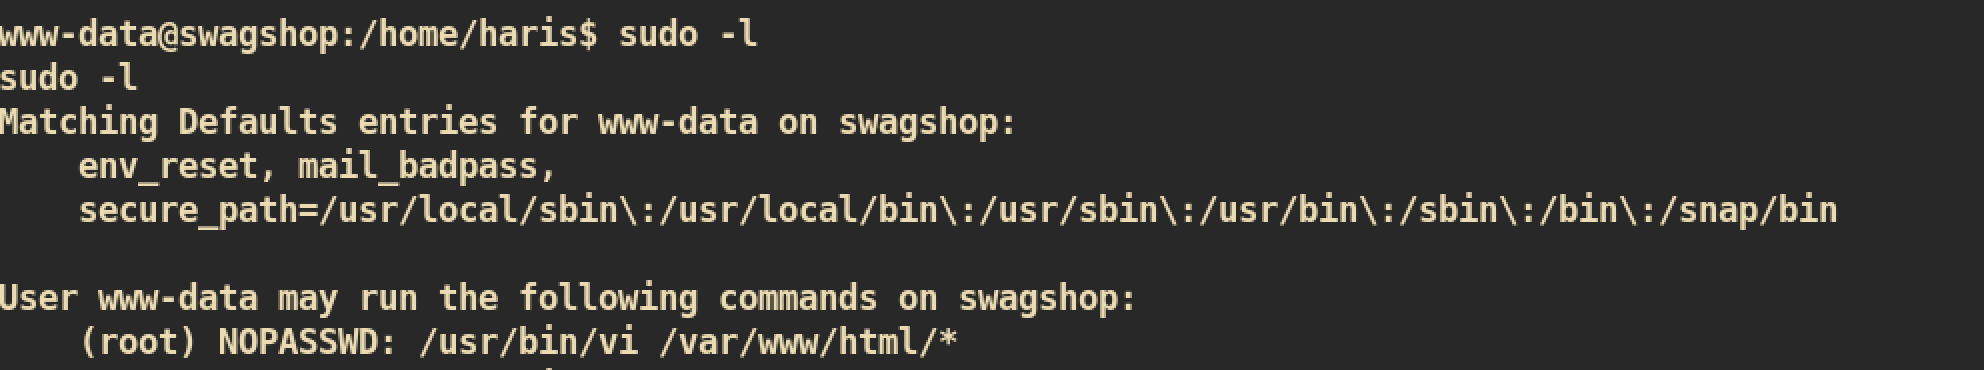 www-data@swagshop:/home/haris$ sudo -l
sudo -l
Matching Defaults entries for www-data on swagshop:
    env_reset, mail_badpass,
    secure_path=/usr/local/sbin\:/usr/local/bin\:/usr/sbin\:/usr/bin\:/sbin\:/bin\:/snap/bin

User www-data may run the following commands on swagshop:
    (root) NOPASSWD: /usr/bin/vi /var/www/html/*